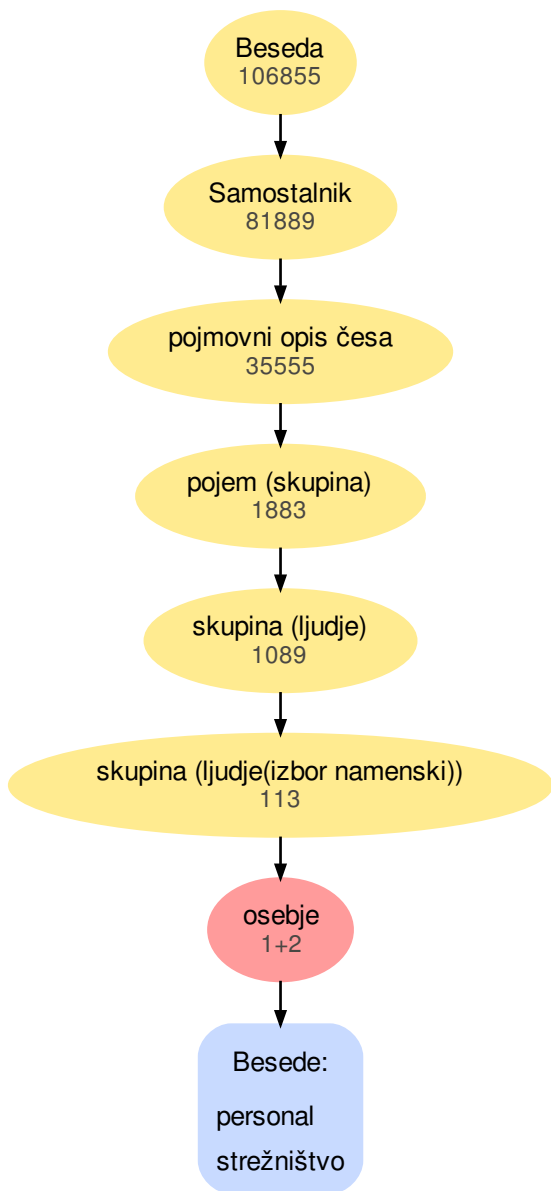 Beseda
106855
Samostalnik
81889
pojmovni opis česa
35555
pojem (skupina)
1883
skupina (ljudje)
1089
skupina (ljudje(izbor namenski))
113
osebje
1+2
Besede:
personal
strežništvo